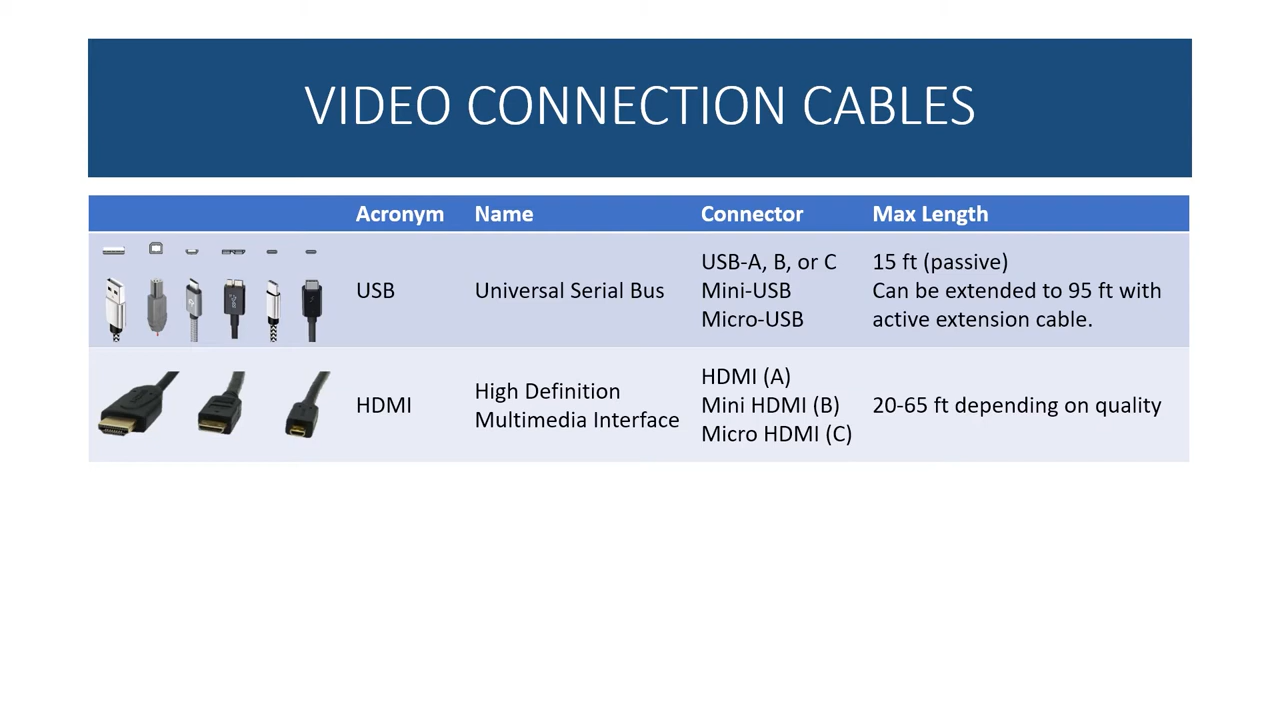 VIDEO CONNECTION CABLES
Acronym Name Connector Max Length
USB
Universal Serial Bus
USB-A, B, or C
Mini-USB
Micro-USB
15 ft (passive)
Can be extended to 95 ft with
active extension cable.
HDMI
High Definition
Multimedia Interface
HDMI (A)
Mini HDMI (B)
Micro HDMI (C)
20-65 ft depending on quality